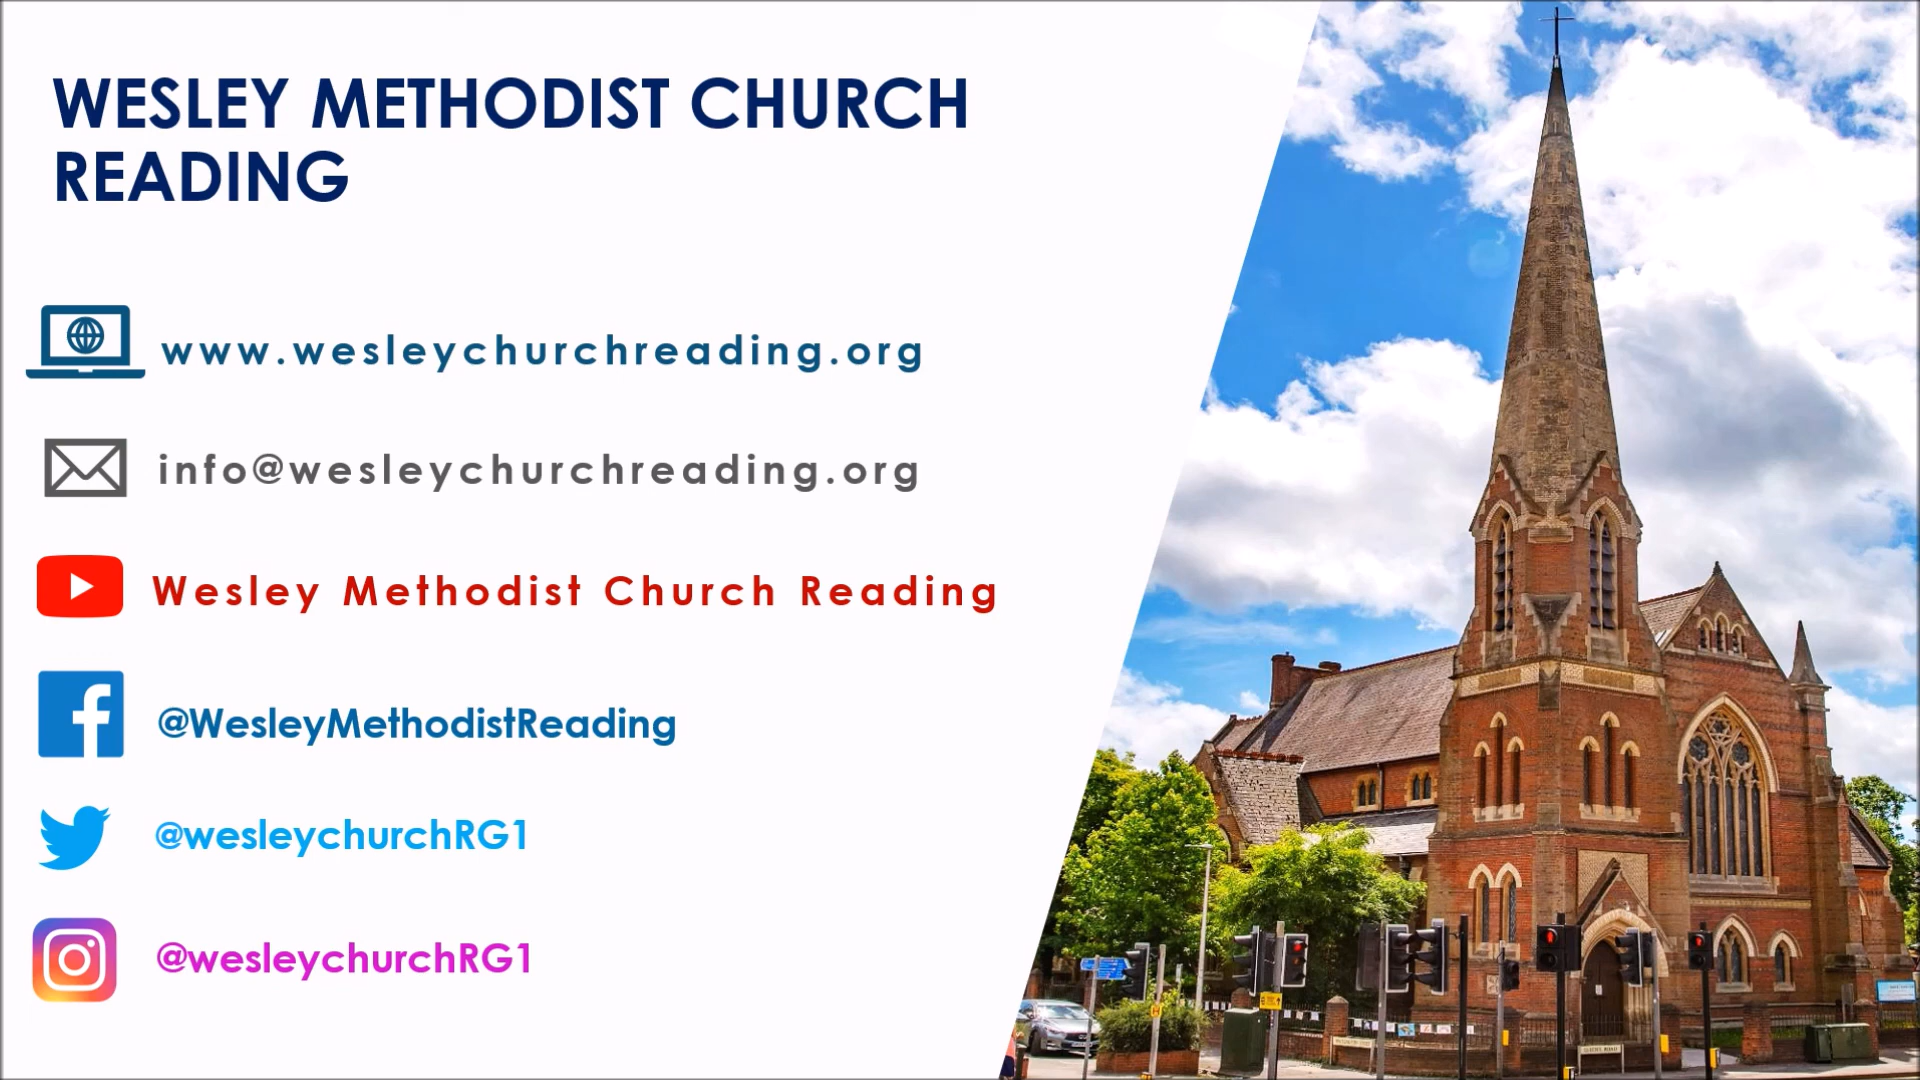 WESLEY METHODIST CHURCH
READING
www.wesleychurchreading.org
info@wesleychurchreading.org
Wesley Methodist Church Reading
@WesleyMethodistReading
@wesleychurchRG1
@wesleychurchRG1